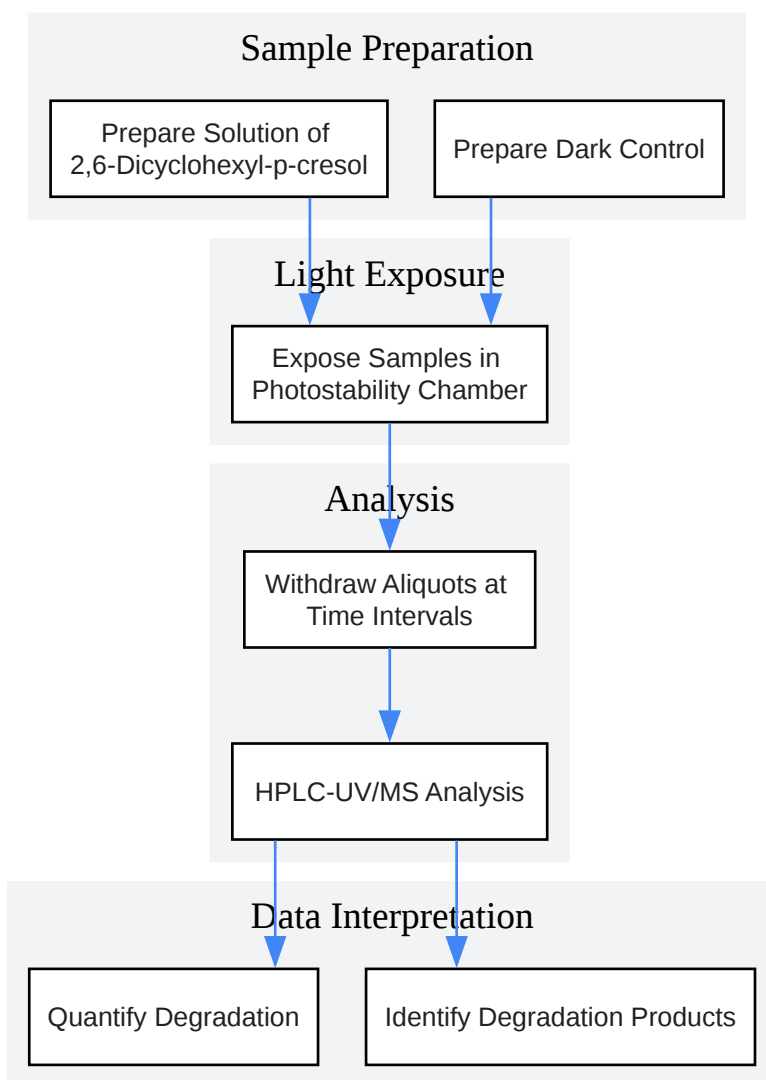 Sample Preparation
Prepare Solution of
2,6-Dicyclohexyl-p-cresol
Prepare Dark Control
Light Exposure
Expose Samples in
Photostability Chamber
Analysis
Withdraw Aliquots at
Time Intervals
HPLC-UV/MS Analysis
Data Interpretation
Quantify Degradation
Identify Degradation Products